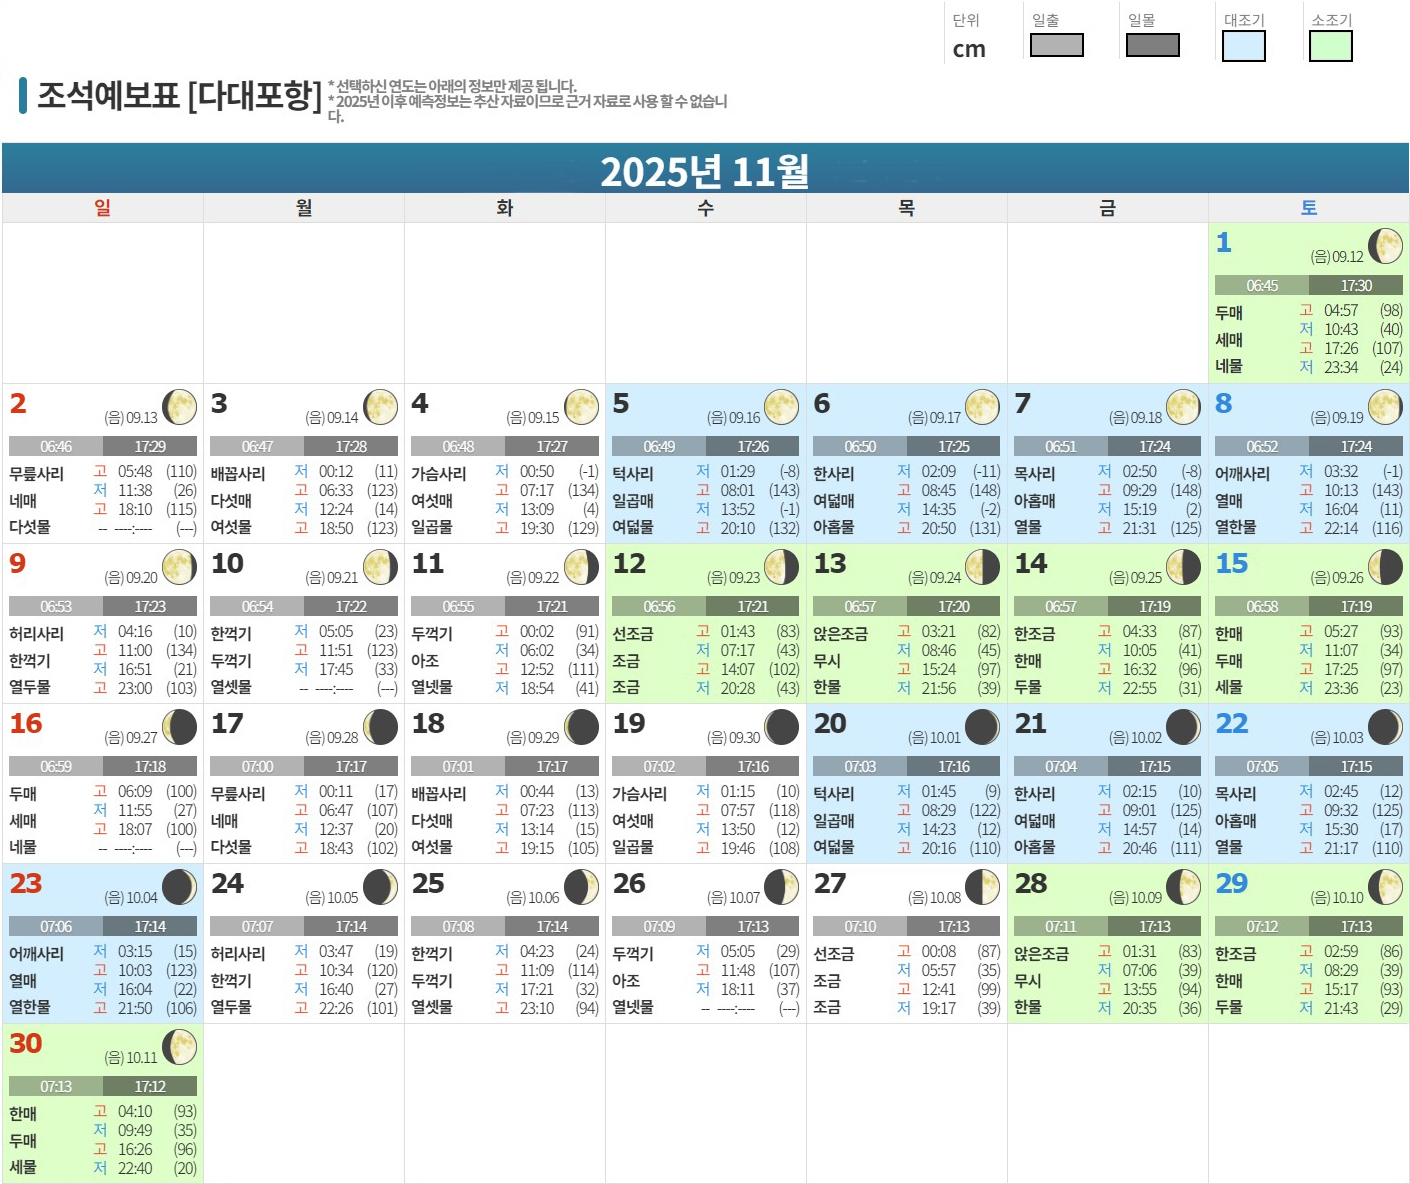 단위 일출 일몰 대조기 소조기
cm
조석예보표 [다대포항]
* 선택하신 연도는 아래의 정보만 제공 됩니다.
* 2025년 이후 예측정보는 추산 자료이므로 근거 자료로 사용 할 수 없습니
다.
2025년 11월
일 월 화 수 목 금 토
1 (음) 09.12
06:45 17:30
두매
세매
네물
고 04:57 (98)
저 10:43 (40)
고 17:26 (107)
저 23:34 (24)
2 (음) 09.13
06:46 17:29
무릎사리
네매
다섯물
고 05:48 (110)
저 11:38 (26)
고 18:10 (115)
-- ----:---- (---)
3 (음) 09.14
06:47 17:28
배꼽사리
다섯매
여섯물
저 00:12 (11)
고 06:33 (123)
저 12:24 (14)
고 18:50 (123)
4 (음) 09.15
06:48 17:27
가슴사리
여섯매
일곱물
저 00:50 (-1)
고 07:17 (134)
저 13:09 (4)
고 19:30 (129)
5 (음) 09.16
06:49 17:26
턱사리
일곱매
여덟물
저 01:29 (-8)
고 08:01 (143)
저 13:52 (-1)
고 20:10 (132)
6 (음) 09.17
06:50 17:25
한사리
여덟매
아홉물
저 02:09 (-11)
고 08:45 (148)
저 14:35 (-2)
고 20:50 (131)
7 (음) 09.18
06:51 17:24
목사리
아홉매
열물
저 02:50 (-8)
고 09:29 (148)
저 15:19 (2)
고 21:31 (125)
8 (음) 09.19
06:52 17:24
어깨사리
열매
열한물
저 03:32 (-1)
고 10:13 (143)
저 16:04 (11)
고 22:14 (116)
9 (음) 09.20
06:53 17:23
허리사리
한꺽기
열두물
저 04:16 (10)
고 11:00 (134)
저 16:51 (21)
고 23:00 (103)
10 (음) 09.21
06:54 17:22
한꺽기
두꺽기
열셋물
저 05:05 (23)
고 11:51 (123)
저 17:45 (33)
-- ----:---- (---)
11 (음) 09.22
06:55 17:21
두꺽기
아조
열넷물
고 00:02 (91)
저 06:02 (34)
고 12:52 (111)
저 18:54 (41)
12 (음) 09.23
06:56 17:21
선조금
조금
조금
고 01:43 (83)
저 07:17 (43)
고 14:07 (102)
저 20:28 (43)
13 (음) 09.24
06:57 17:20
앉은조금
무시
한물
고 03:21 (82)
저 08:46 (45)
고 15:24 (97)
저 21:56 (39)
14 (음) 09.25
06:57 17:19
한조금
한매
두물
고 04:33 (87)
저 10:05 (41)
고 16:32 (96)
저 22:55 (31)
15 (음) 09.26
06:58 17:19
한매
두매
세물
고 05:27 (93)
저 11:07 (34)
고 17:25 (97)
저 23:36 (23)
16 (음) 09.27
06:59 17:18
두매
세매
네물
고 06:09 (100)
저 11:55 (27)
고 18:07 (100)
-- ----:---- (---)
17 (음) 09.28
07:00 17:17
무릎사리
네매
다섯물
저 00:11 (17)
고 06:47 (107)
저 12:37 (20)
고 18:43 (102)
18 (음) 09.29
07:01 17:17
배꼽사리
다섯매
여섯물
저 00:44 (13)
고 07:23 (113)
저 13:14 (15)
고 19:15 (105)
19 (음) 09.30
07:02 17:16
가슴사리
여섯매
일곱물
저 01:15 (10)
고 07:57 (118)
저 13:50 (12)
고 19:46 (108)
20 (음) 10.01
07:03 17:16
턱사리
일곱매
여덟물
저 01:45 (9)
고 08:29 (122)
저 14:23 (12)
고 20:16 (110)
21 (음) 10.02
07:04 17:15
한사리
여덟매
아홉물
저 02:15 (10)
고 09:01 (125)
저 14:57 (14)
고 20:46 (111)
22 (음) 10.03
07:05 17:15
목사리
아홉매
열물
저 02:45 (12)
고 09:32 (125)
저 15:30 (17)
고 21:17 (110)
23 (음) 10.04
07:06 17:14
어깨사리
열매
열한물
저 03:15 (15)
고 10:03 (123)
저 16:04 (22)
고 21:50 (106)
24 (음) 10.05
07:07 17:14
허리사리
한꺽기
열두물
저 03:47 (19)
고 10:34 (120)
저 16:40 (27)
고 22:26 (101)
25 (음) 10.06
07:08 17:14
한꺽기
두꺽기
열셋물
저 04:23 (24)
고 11:09 (114)
저 17:21 (32)
고 23:10 (94)
26 (음) 10.07
07:09 17:13
두꺽기
아조
열넷물
저 05:05 (29)
고 11:48 (107)
저 18:11 (37)
-- ----:---- (---)
27 (음) 10.08
07:10 17:13
선조금
조금
조금
고 00:08 (87)
저 05:57 (35)
고 12:41 (99)
저 19:17 (39)
28 (음) 10.09
07:11 17:13
앉은조금
무시
한물
고 01:31 (83)
저 07:06 (39)
고 13:55 (94)
저 20:35 (36)
29 (음) 10.10
07:12 17:13
한조금
한매
두물
고 02:59 (86)
저 08:29 (39)
고 15:17 (93)
저 21:43 (29)
30 (음) 10.11
07:13 17:12
한매
두매
세물
고 04:10 (93)
저 09:49 (35)
고 16:26 (96)
저 22:40 (20)